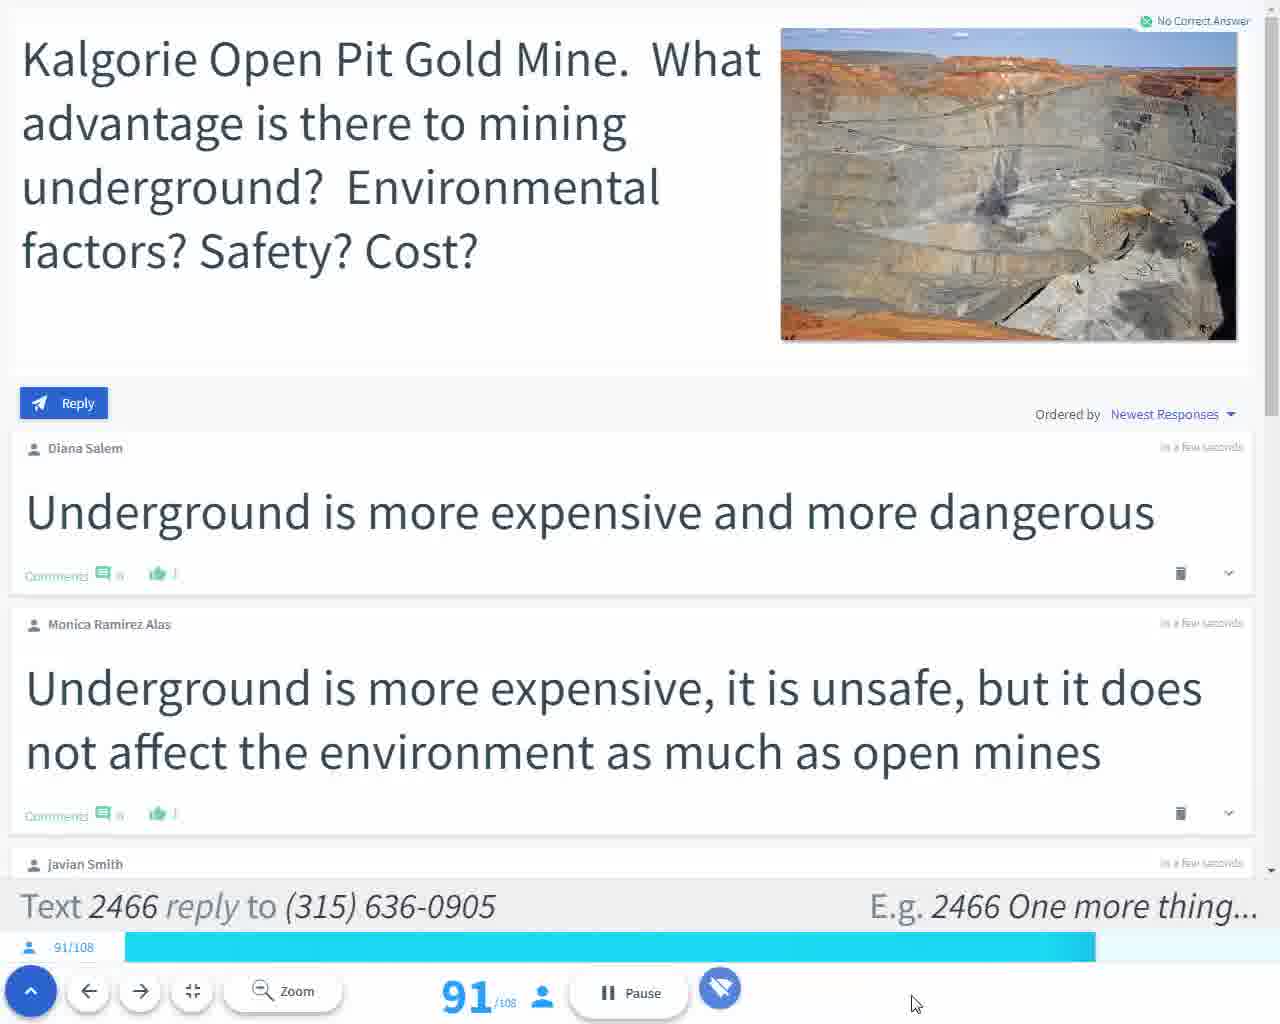 No Correct Answer
Kalgorie Open Pit Gold Mine.  What
advantage is there to mining
underground?  Environmental
factors? Safety? Cost?
Reply
Ordered by Newest Responses
Diana Salem
in a few seconds
Underground is more expensive and more dangerous
Comments 0 1
Monica Ramirez Alas
in a few seconds
Underground is more expensive, it is unsafe, but it does
not affect the environment as much as open mines
Comments 0 1
Javian Smith
in a few seconds
Text 2466 reply to (315) 636-0905
E.g. 2466 One more thing...
91/108
Zoom
91/108
Pause